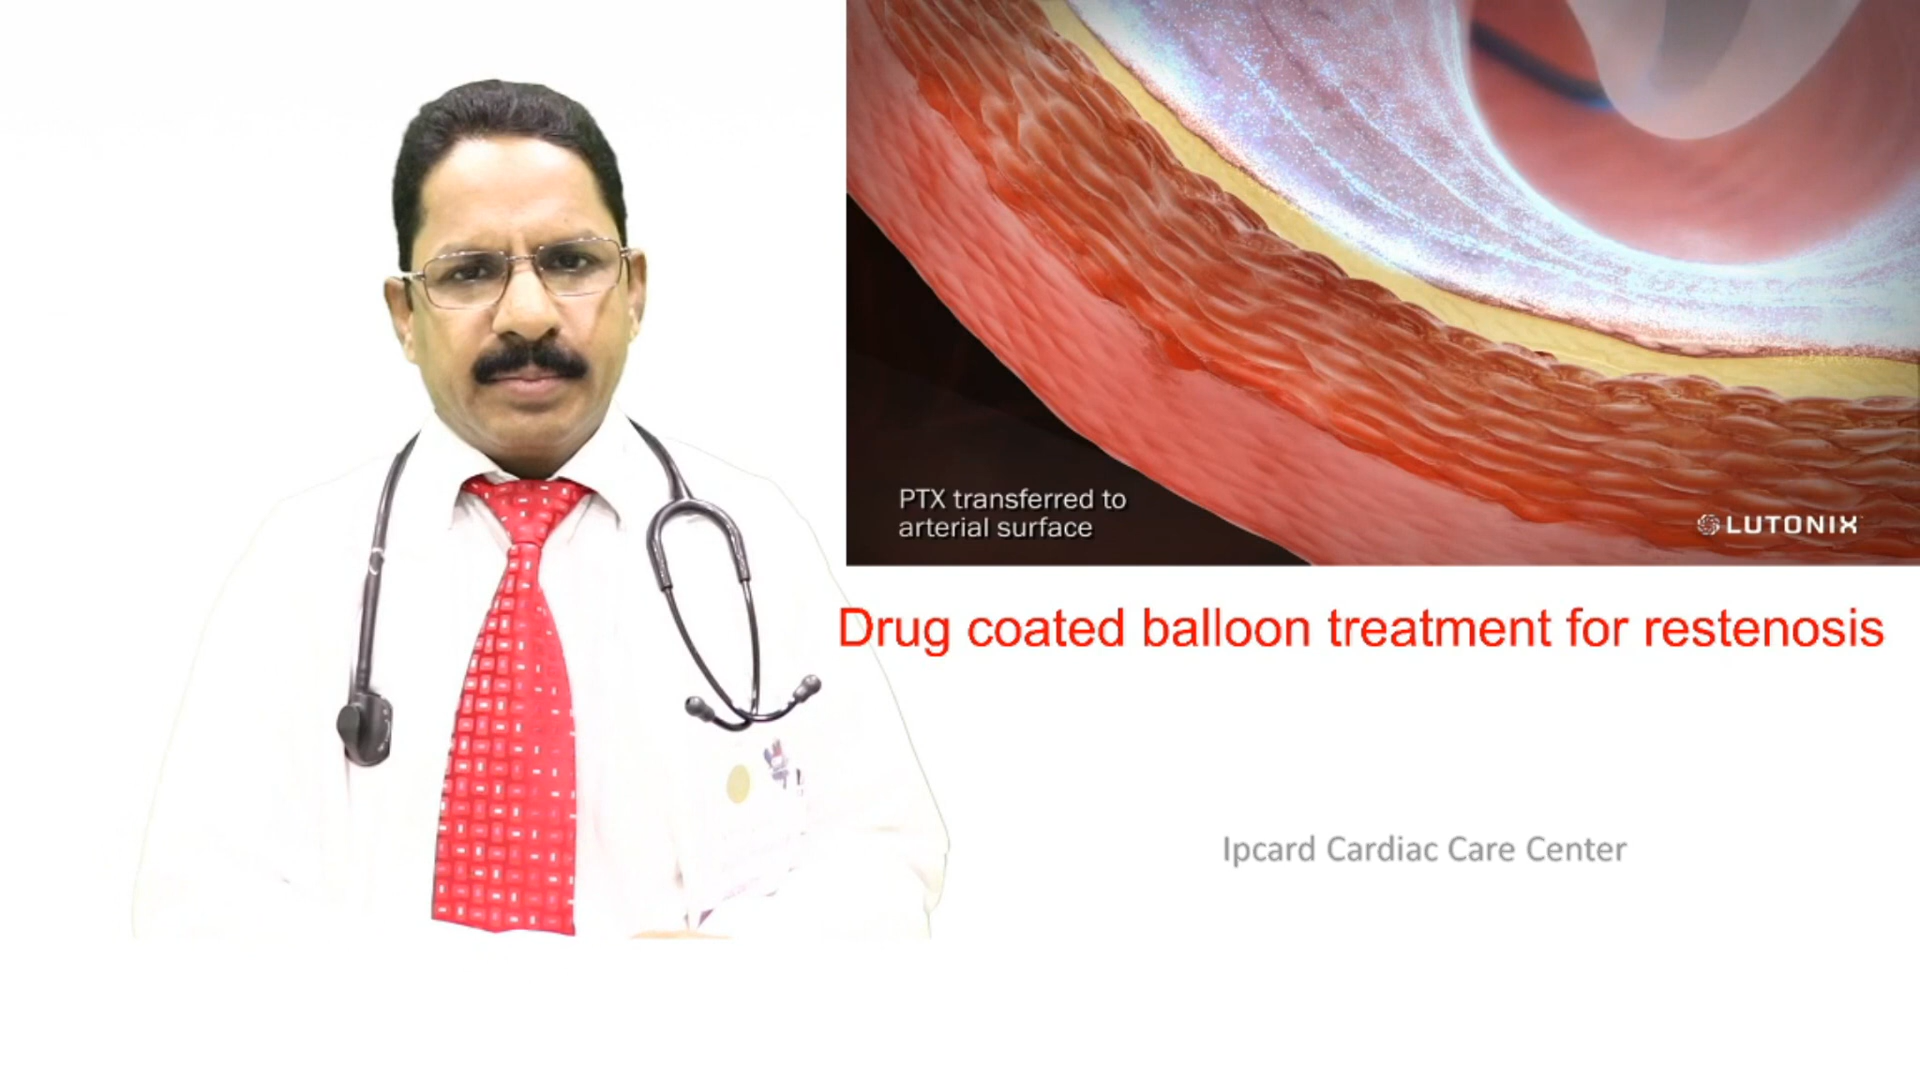 PTX transferred to
arterial surface
LUTONIX
Drug coated balloon treatment for restenosis
Ipcard Cardiac Care Center